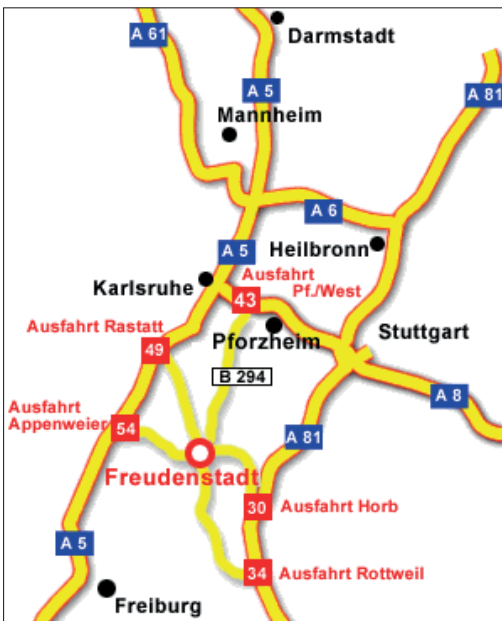 A 61
Darmstadt
A 5
A 81
Mannheim
A 6
A 5
Heilbronn
Karlsruhe
Ausfahrt
Pf./West
43
Ausfahrt Rastatt
49
Pforzheim
Stuttgart
B 294
A 8
Ausfahrt
Appenweier
54
A 81
Freudenstadt
30
Ausfahrt Horb
A 5
34
Ausfahrt Rottweil
Freiburg